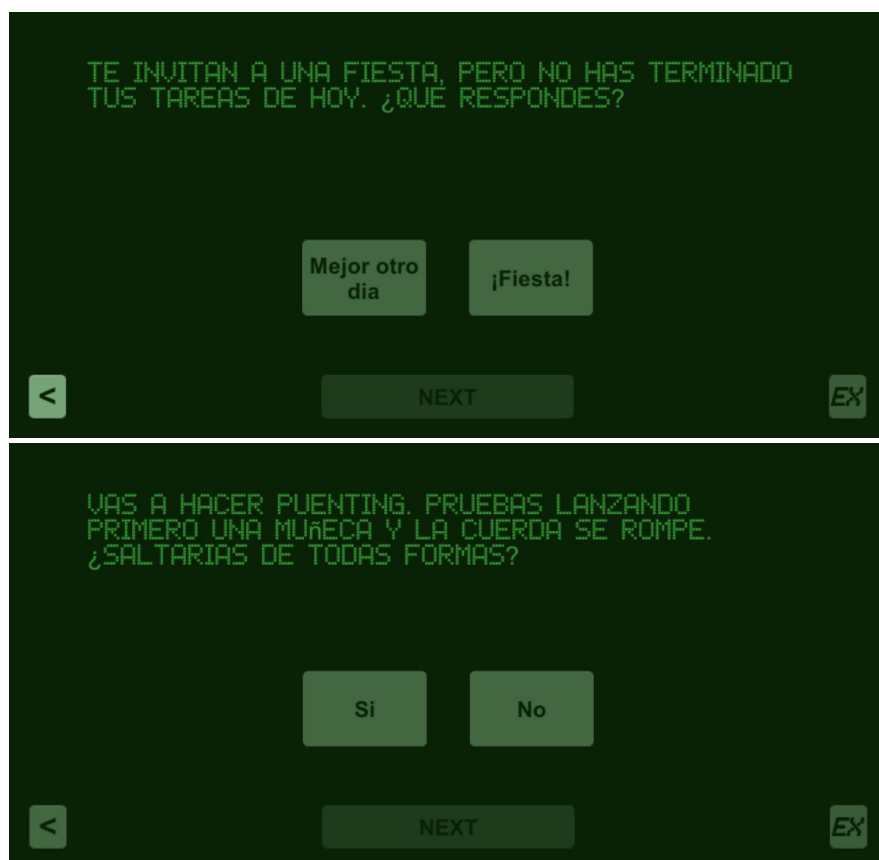 TE INVITAN A UNA FIESTA, PERO NO HAS TERMINADO
TUS TAREAS DE HOY. ¿QUE RESPONDES?
Mejor otro
dia
¡Fiesta!
<
NEXT
EX
VAS A HACER PUENTING. PRUEBAS LANZANDO
PRIMERO UNA MUñECA Y LA CUERDA SE ROMPE.
¿SALTARIAS DE TODAS FORMAS?
Si
No
<
NEXT
EX